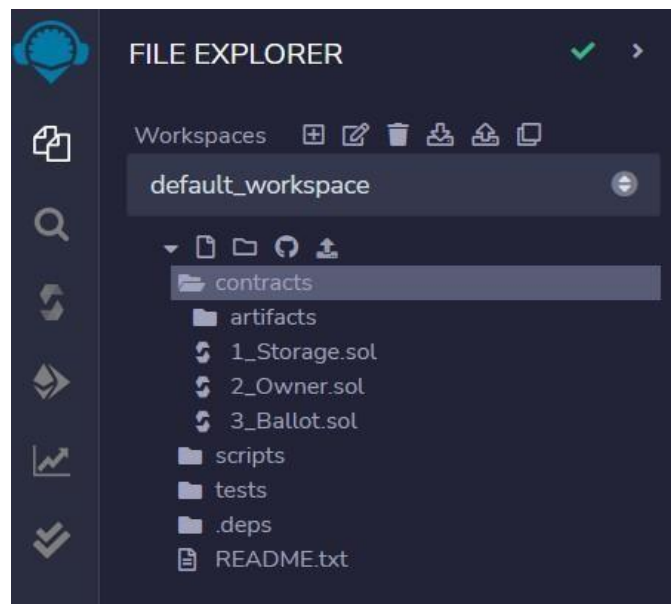 FILE EXPLORER
Workspaces
default_workspace
contracts
artifacts
1_Storage.sol
2_Owner.sol
3_Ballot.sol
scripts
tests
.deps
README.txt